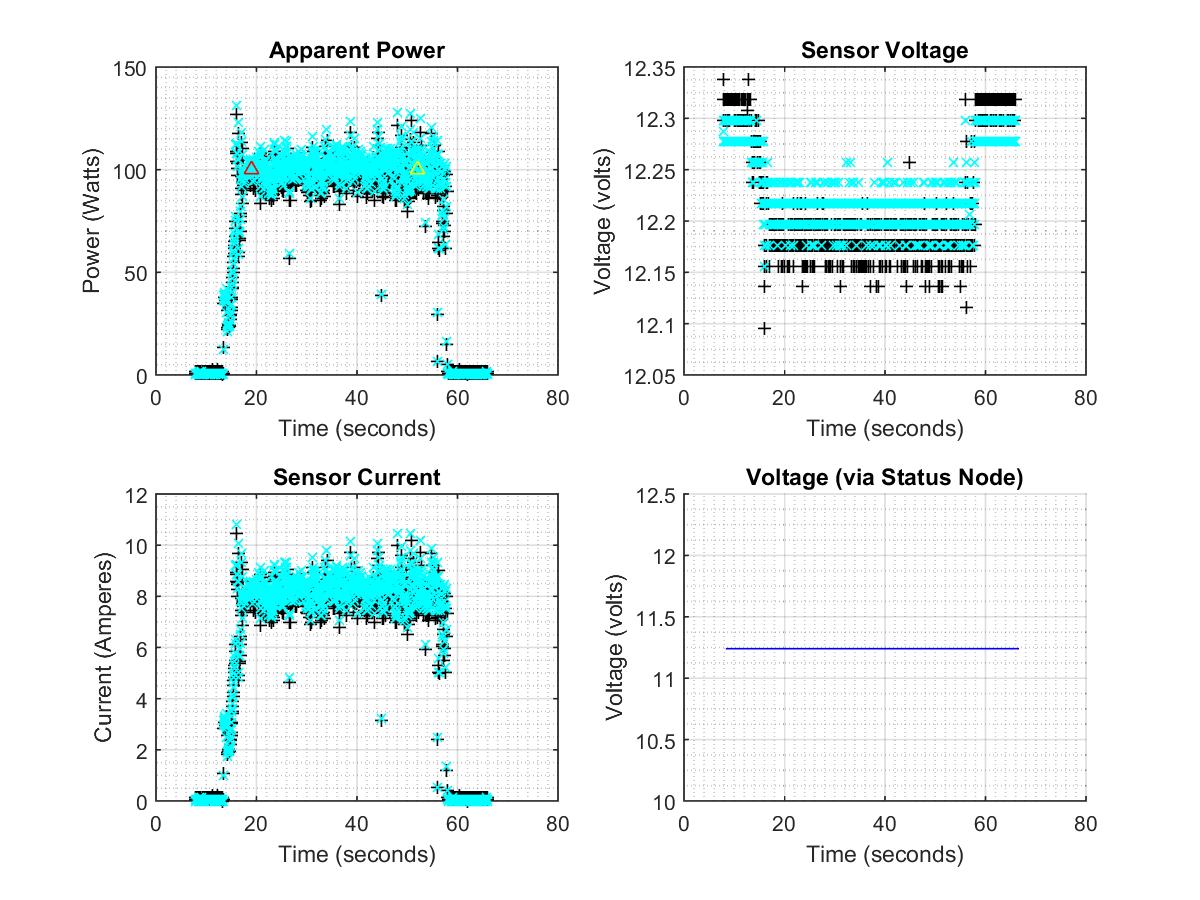 Apparent Power
150
100
50
0
Power (Watts)
0 20 40 60 80
Time (seconds)
Sensor Voltage
12.35
12.3
12.25
12.2
12.15
12.1
12.05
Voltage (volts)
0 20 40 60 80
Time (seconds)
Sensor Current
12
10
8
6
4
2
0
Current (Amperes)
0 20 40 60 80
Time (seconds)
Voltage (via Status Node)
12.5
12
11.5
11
10.5
10
Voltage (volts)
0 20 40 60 80
Time (seconds)